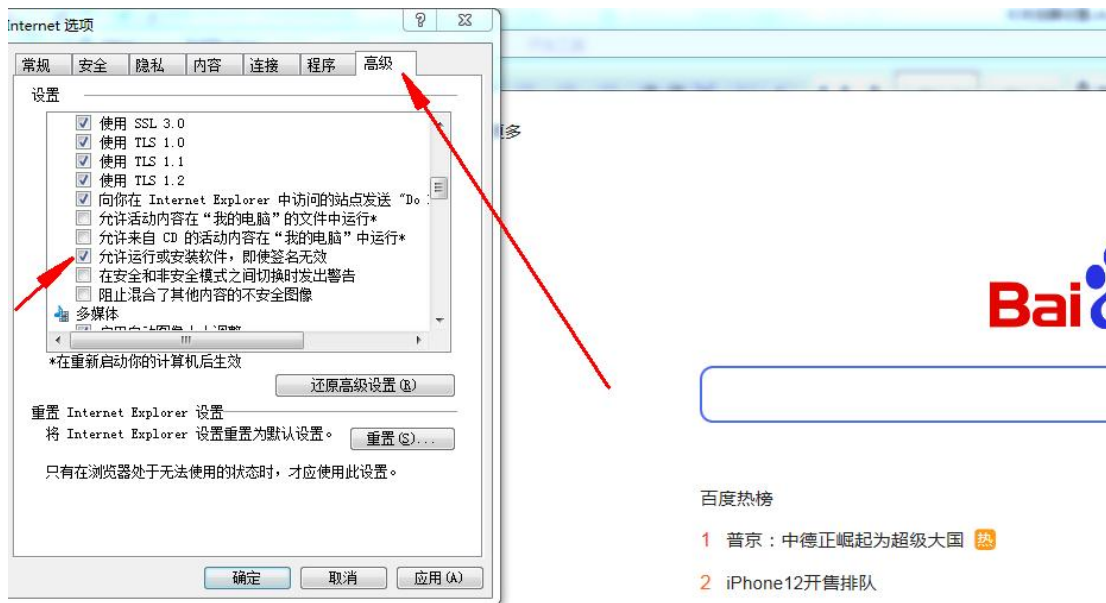 Internet 选项
常规 安全 隐私 内容 连接 程序 高级
设置
使用 SSL 3.0
使用 TLS 1.0
使用 TLS 1.1
使用 TLS 1.2
向你在 Internet Explorer 中访问的站点发送 “Do
允许活动内容在“我的电脑”的文件中运行*
允许来自 CD 的活动内容在“我的电脑”中运行*
允许运行或安装软件，即使签名无效
在安全和非安全模式之间切换时发出警告
阻止混合了其他内容的不安全图像
多媒体
*在重新启动你的计算机后生效
还原高级设置(R)
重置 Internet Explorer 设置
将 Internet Explorer 设置重置为默认设置。
重置(S)...
只有在浏览器处于无法使用的状态时，才应使用此设置。
确定 取消 应用(A)
更多
Bai
百度热榜
1 普京：中德正崛起为超级大国 热
2 iPhone12开售排队